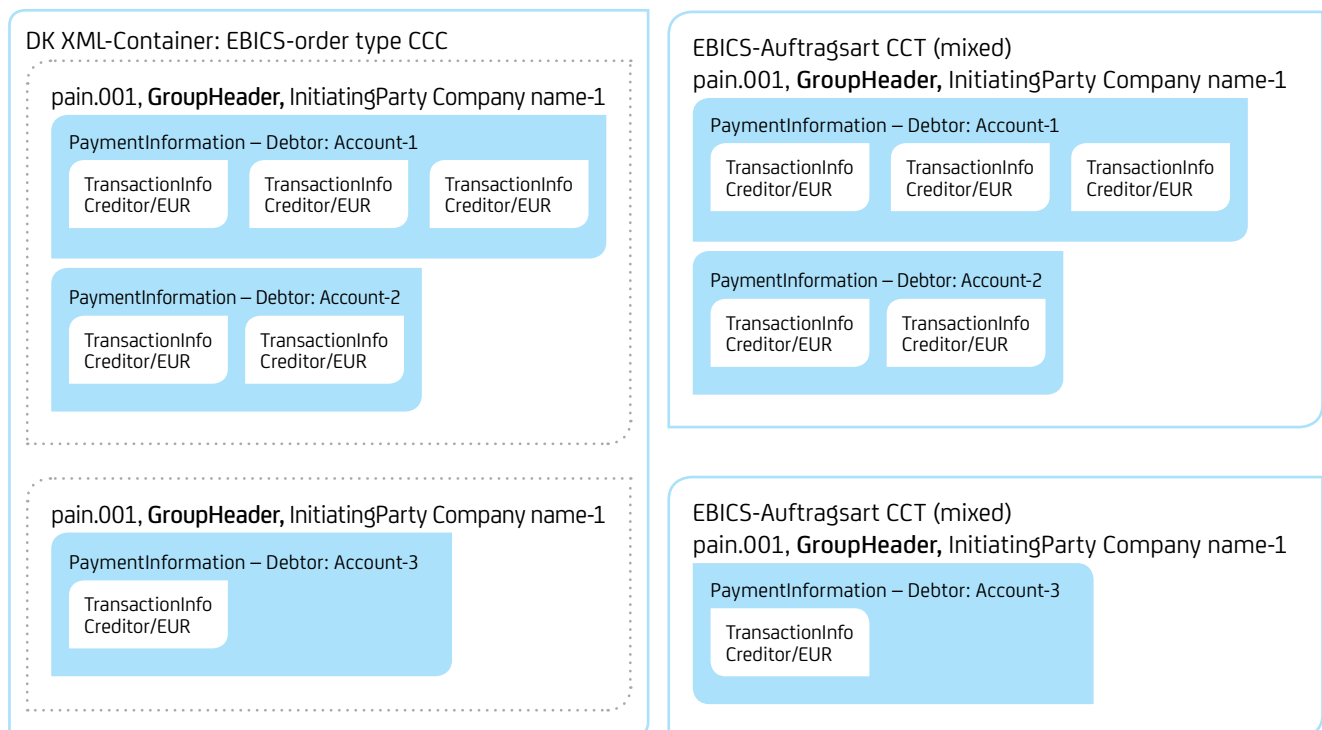 DK XML-Container: EBICS-order type CCC
pain.001, GroupHeader, InitiatingParty Company name-1
PaymentInformation – Debtor: Account-1
TransactionInfo
Creditor/EUR
TransactionInfo
Creditor/EUR
TransactionInfo
Creditor/EUR
PaymentInformation – Debtor: Account-2
TransactionInfo
Creditor/EUR
TransactionInfo
Creditor/EUR
pain.001, GroupHeader, InitiatingParty Company name-1
PaymentInformation – Debtor: Account-3
TransactionInfo
Creditor/EUR
EBICS-Auftragsart CCT (mixed)
pain.001, GroupHeader, InitiatingParty Company name-1
PaymentInformation – Debtor: Account-1
TransactionInfo
Creditor/EUR
TransactionInfo
Creditor/EUR
TransactionInfo
Creditor/EUR
PaymentInformation – Debtor: Account-2
TransactionInfo
Creditor/EUR
TransactionInfo
Creditor/EUR
EBICS-Auftragsart CCT (mixed)
pain.001, GroupHeader, InitiatingParty Company name-1
PaymentInformation – Debtor: Account-3
TransactionInfo
Creditor/EUR